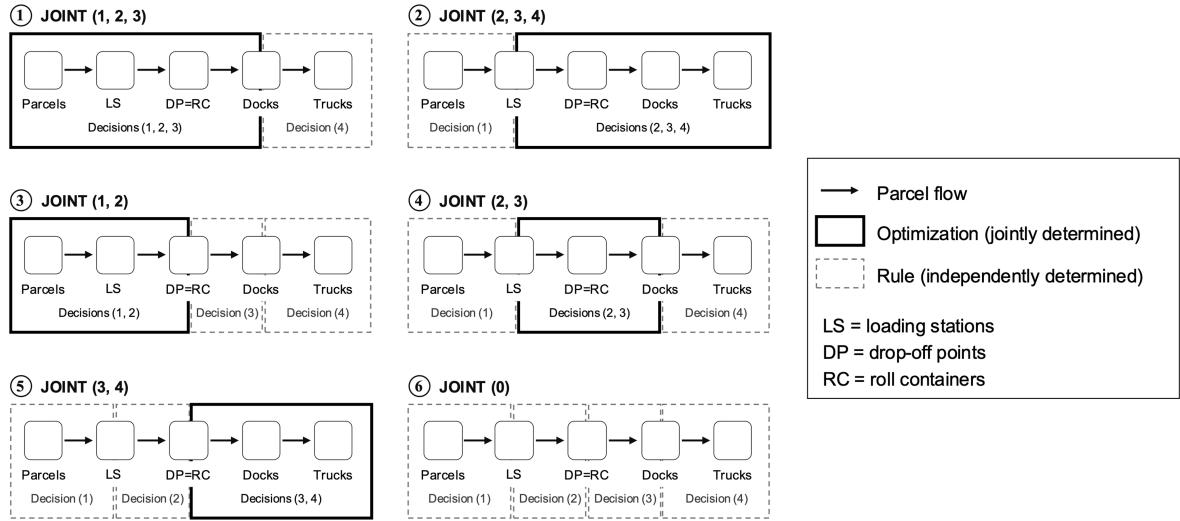 ① JOINT (1, 2, 3)
Parcels LS DP=RC Docks Trucks
Decisions (1, 2, 3) Decision (4)
② JOINT (2, 3, 4)
Parcels LS DP=RC Docks Trucks
Decision (1) Decisions (2, 3, 4)
③ JOINT (1, 2)
Parcels LS DP=RC Docks Trucks
Decisions (1, 2) Decision (3) Decision (4)
④ JOINT (2, 3)
Parcels LS DP=RC Docks Trucks
Decision (1) Decisions (2, 3) Decision (4)
⑤ JOINT (3, 4)
Parcels LS DP=RC Docks Trucks
Decision (1) Decision (2) Decisions (3, 4)
⑥ JOINT (0)
Parcels LS DP=RC Docks Trucks
Decision (1) Decision (2) Decision (3) Decision (4)
Parcel flow
Optimization (jointly determined)
Rule (independently determined)
LS = loading stations
DP = drop-off points
RC = roll containers